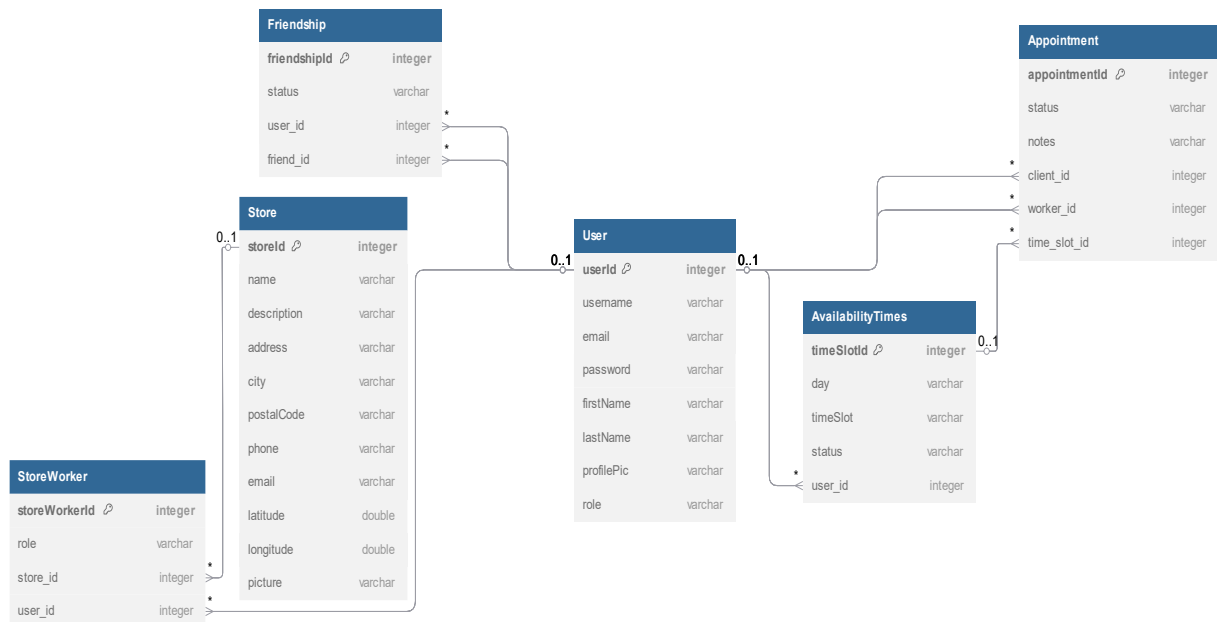 Friendship
friendshipId integer
status varchar
user_id integer
*
friend_id integer
*
Store
0..1
storeId integer
name varchar
description varchar
address varchar
city varchar
postalCode varchar
phone varchar
email varchar
latitude double
longitude double
picture varchar
StoreWorker
storeWorkerId integer
role varchar
store_id integer
*
user_id integer
*
User
0..1
userId integer
0..1
username varchar
email varchar
password varchar
firstName varchar
lastName varchar
profilePic varchar
role varchar
AvailabilityTimes
timeSlotId integer
0..1
day varchar
timeSlot varchar
status varchar
*
user_id integer
Appointment
appointmentId integer
status varchar
notes varchar
*
client_id integer
*
worker_id integer
*
time_slot_id integer